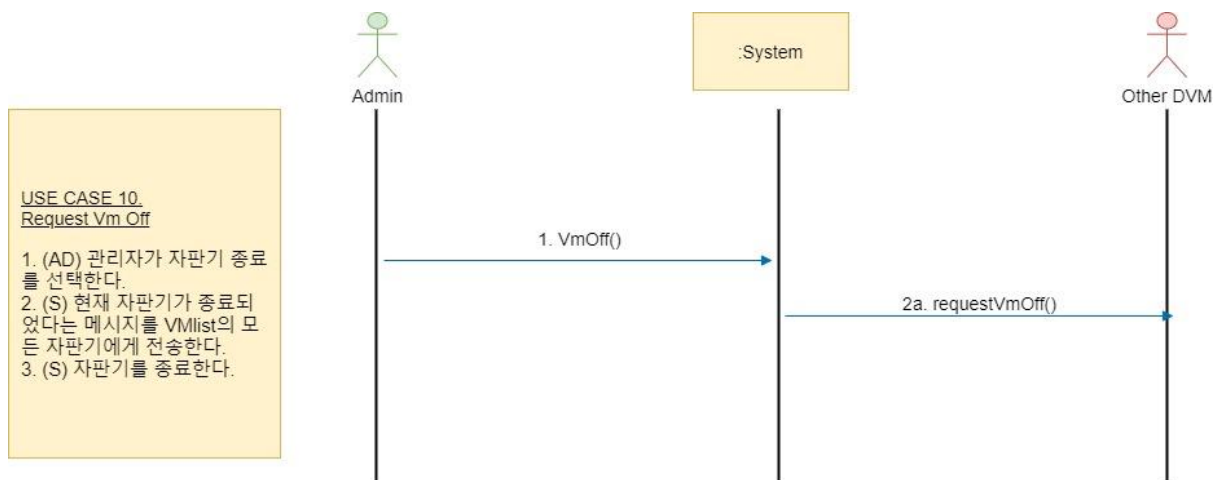 Admin
:System
Other DVM
USE CASE 10.
Request Vm Off
1. (AD) 관리자가 자판기 종료
를 선택한다.
2. (S) 현재 자판기가 종료되
었다는 메시지를 VMlist의 모
든 자판기에게 전송한다.
3. (S) 자판기를 종료한다.
1. VmOff()
2a. requestVmOff()